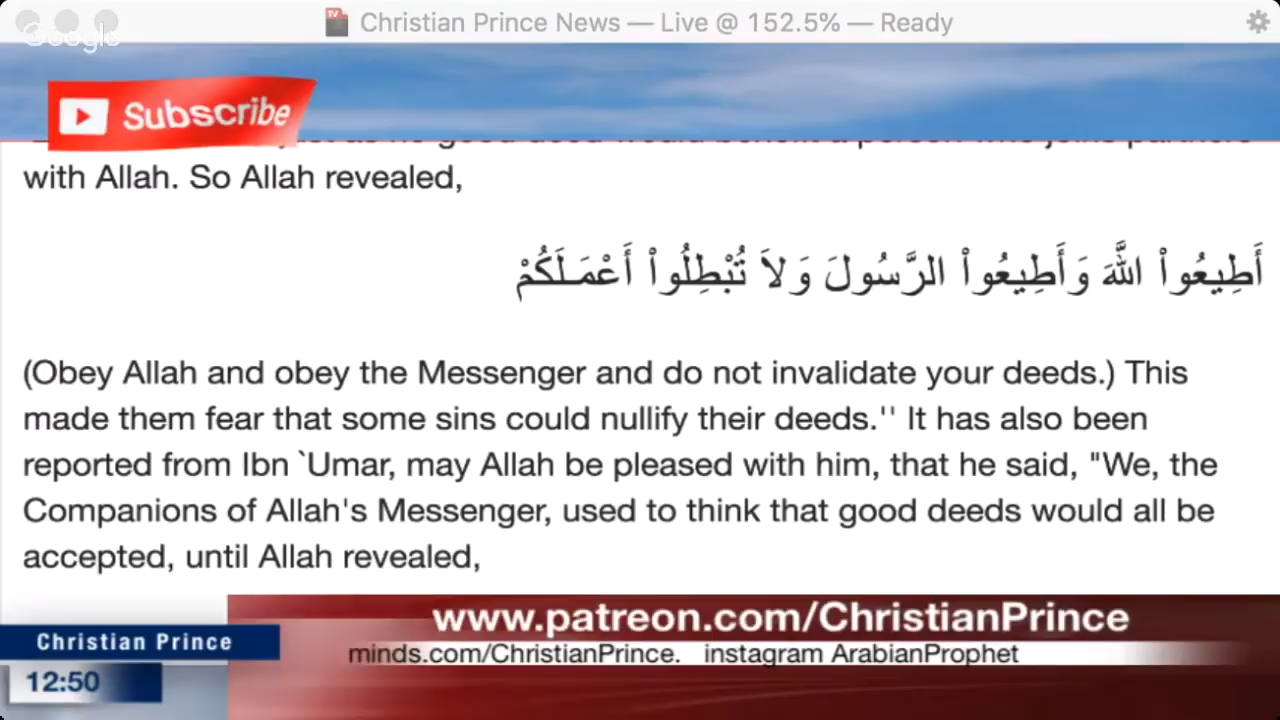 Christian Prince News — Live @ 152.5% — Ready
Google
Subscribe
with Allah. So Allah revealed,
أَطِيعُواْ اللَّهَ وَأَطِيعُواْ الرَّسُولَ وَلاَ تُبْطِلُواْ أَعْمَـلَكُمْ
(Obey Allah and obey the Messenger and do not invalidate your deeds.) This
made them fear that some sins could nullify their deeds.'' It has also been
reported from Ibn `Umar, may Allah be pleased with him, that he said, "We, the
Companions of Allah's Messenger, used to think that good deeds would all be
accepted, until Allah revealed,
www.patreon.com/ChristianPrince
Christian Prince
minds.com/ChristianPrince. instagram ArabianProphet
12:50